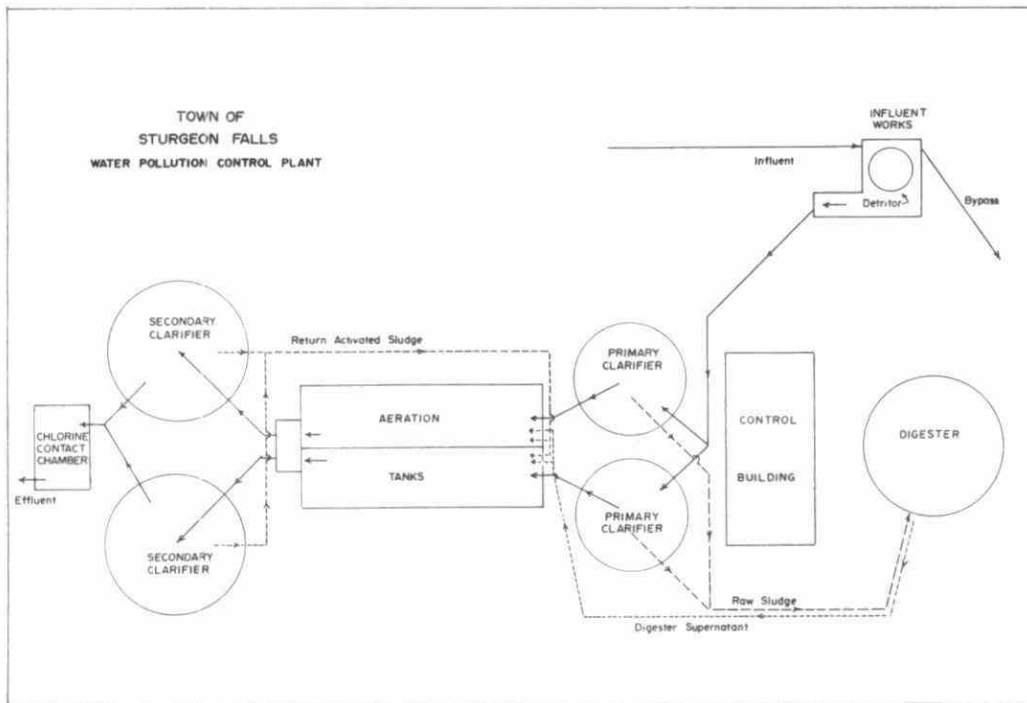 TOWN OF
STURGEON FALLS
WATER POLLUTION CONTROL PLANT
INFLUENT
WORKS
Influent
Detritor
Bypass
SECONDARY
CLARIFIER
Return Activated Sludge
PRIMARY
CLARIFIER
AERATION
CONTROL
DIGESTER
CHLORINE
CONTACT
CHAMBER
TANKS
BUILDING
Effluent
PRIMARY
CLARIFIER
SECONDARY
CLARIFIER
Raw Sludge
Digester Supernatant